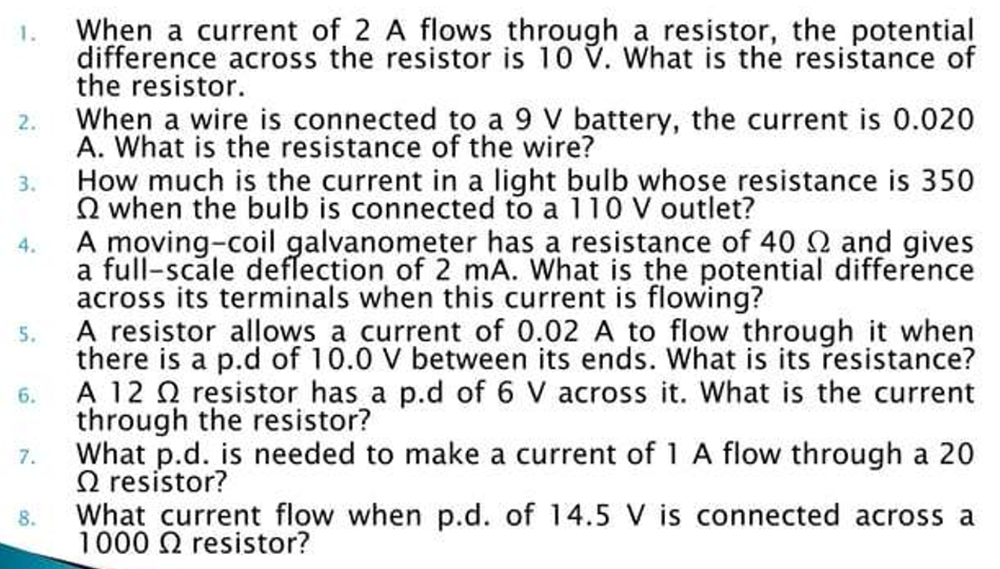 1. When a current of 2 A flows through a resistor, the potential
difference across the resistor is 10 V. What is the resistance of
the resistor.
2. When a wire is connected to a 9 V battery, the current is 0.020
A. What is the resistance of the wire?
3. How much is the current in a light bulb whose resistance is 350
Ω when the bulb is connected to a 110 V outlet?
4. A moving-coil galvanometer has a resistance of 40 Ω and gives
a full-scale deflection of 2 mA. What is the potential difference
across its terminals when this current is flowing?
5. A resistor allows a current of 0.02 A to flow through it when
there is a p.d of 10.0 V between its ends. What is its resistance?
6. A 12 Ω resistor has a p.d of 6 V across it. What is the current
through the resistor?
7. What p.d. is needed to make a current of 1 A flow through a 20
Ω resistor?
8. What current flow when p.d. of 14.5 V is connected across a
1000 Ω resistor?